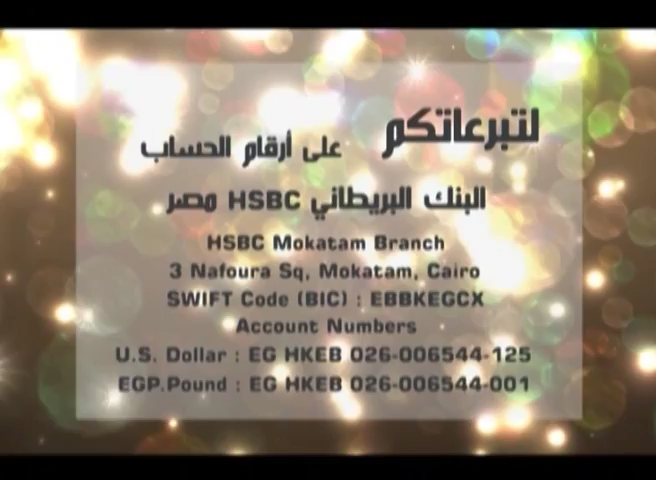 لتبرعاتكم على أرقام الحساب
البنك البريطاني HSBC مصر
HSBC Mokatam Branch
3 Nafoura Sq, Mokatam, Cairo
SWIFT Code (BIC) : EBBKEGCX
Account Numbers
U.S. Dollar : EG HKEB 026-006544-125
EGP.Pound : EG HKEB 026-006544-001